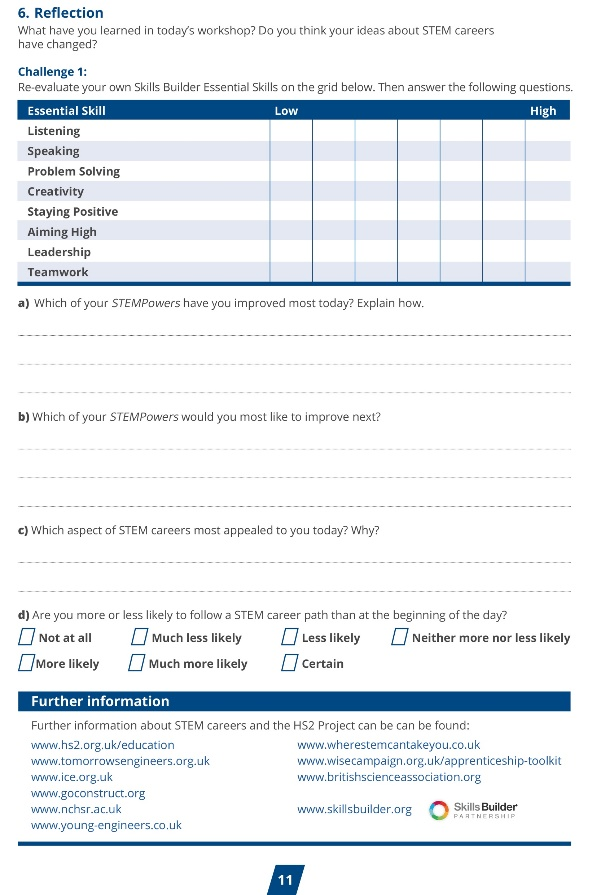 6. Reflection
What have you learned in today's workshop? Do you think your ideas about STEM careers
have changed?
Challenge 1:
Re-evaluate your own Skills Builder Essential Skills on the grid below. Then answer the following questions.
Essential Skill Low High
Listening
Speaking
Problem Solving
Creativity
Staying Positive
Aiming High
Leadership
Teamwork
a) Which of your STEMPowers have you improved most today? Explain how.
b) Which of your STEMPowers would you most like to improve next?
c) Which aspect of STEM careers most appealed to you today? Why?
d) Are you more or less likely to follow a STEM career path than at the beginning of the day?
Not at all Much less likely Less likely Neither more nor less likely
More likely Much more likely Certain
Further information
Further information about STEM careers and the HS2 Project can be can be found:
www.hs2.org.uk/education
www.tomorrowsengineers.org.uk
www.ice.org.uk
www.goconstruct.org
www.nchsr.ac.uk
www.young-engineers.co.uk
www.wherestemcantakeyou.co.uk
www.wisecampaign.org.uk/apprenticeship-toolkit
www.britishscienceassociation.org
www.skillsbuilder.org
Skills Builder
PARTNERSHIP
11